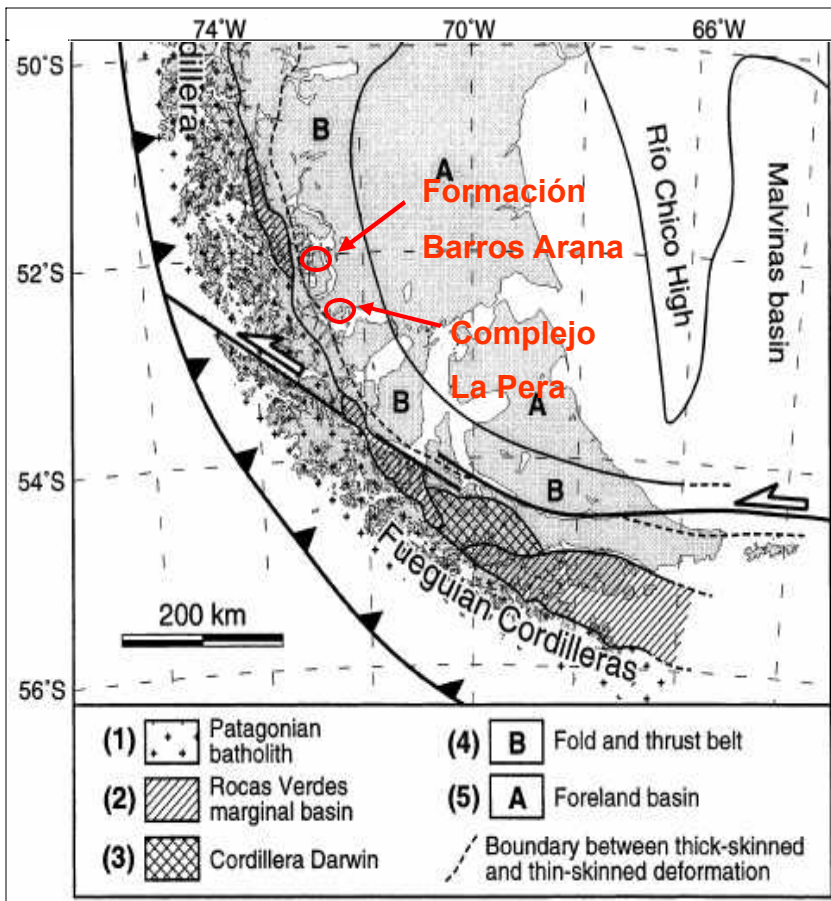 74°W
70°W
66°W
50°S
52°S
54°S
56°S
dillera
B
A
Formación
Barros Arana
Complejo
La Pera
Río Chico High
Malvinas basin
B
A
B
Fueguian Cordilleras
200 km
(1) Patagonian
batholith
(2) Rocas Verdes
marginal basin
(3) Cordillera Darwin
(4) B Fold and thrust belt
(5) A Foreland basin
Boundary between thick-skinned
and thin-skinned deformation